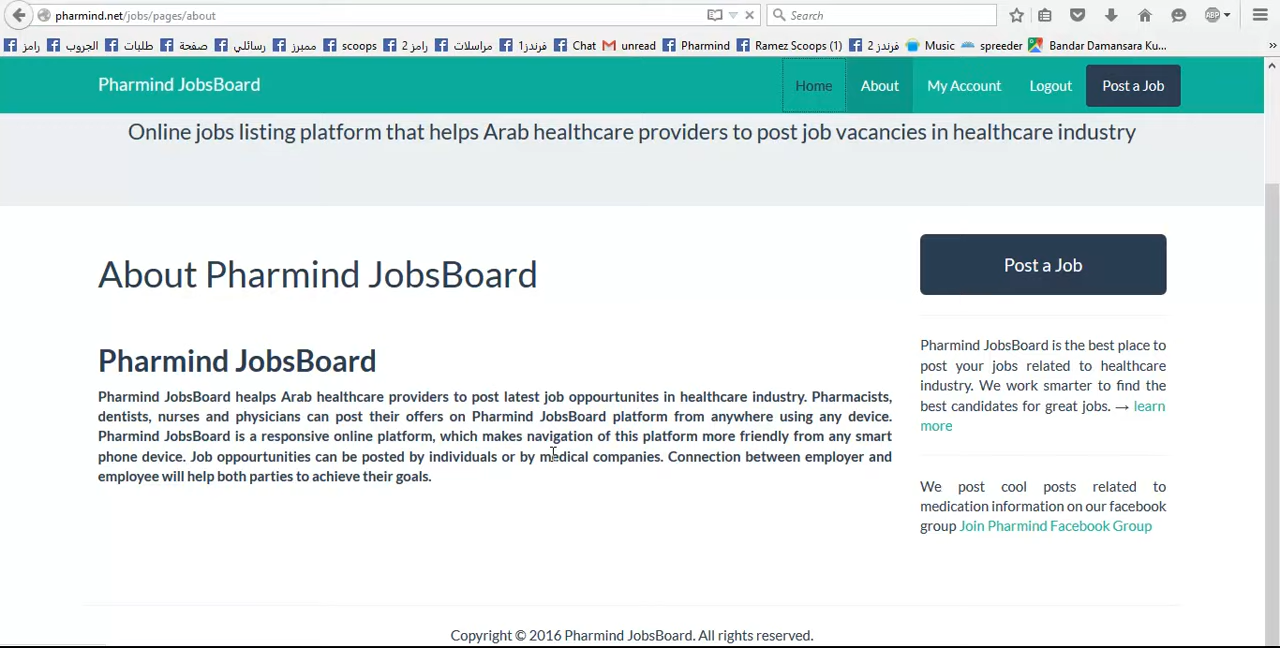 pharmind.net/jobs/pages/about
Search
رامز الجروب طلبات صفحة رسائلي ممبرز scoops رامز 2 مراسلات فرندز1 Chat unread Pharmind Ramez Scoops (1) فرندز 2 Music spreeder Bandar Damansara Ku... »
Pharmind JobsBoard
Home About My Account Logout Post a Job
Online jobs listing platform that helps Arab healthcare providers to post job vacancies in healthcare industry
About Pharmind JobsBoard
Pharmind JobsBoard
Pharmind JobsBoard healps Arab healthcare providers to post latest job oppourtunites in healthcare industry. Pharmacists,
dentists, nurses and physicians can post their offers on Pharmind JobsBoard platform from anywhere using any device.
Pharmind JobsBoard is a responsive online platform, which makes navigation of this platform more friendly from any smart
phone device. Job oppourtunities can be posted by individuals or by medical companies. Connection between employer and
employee will help both parties to achieve their goals.
Post a Job
Pharmind JobsBoard is the best place to
post your jobs related to healthcare
industry. We work smarter to find the
best candidates for great jobs. → learn
more
We post cool posts related to
medication information on our facebook
group Join Pharmind Facebook Group
Copyright © 2016 Pharmind JobsBoard. All rights reserved.